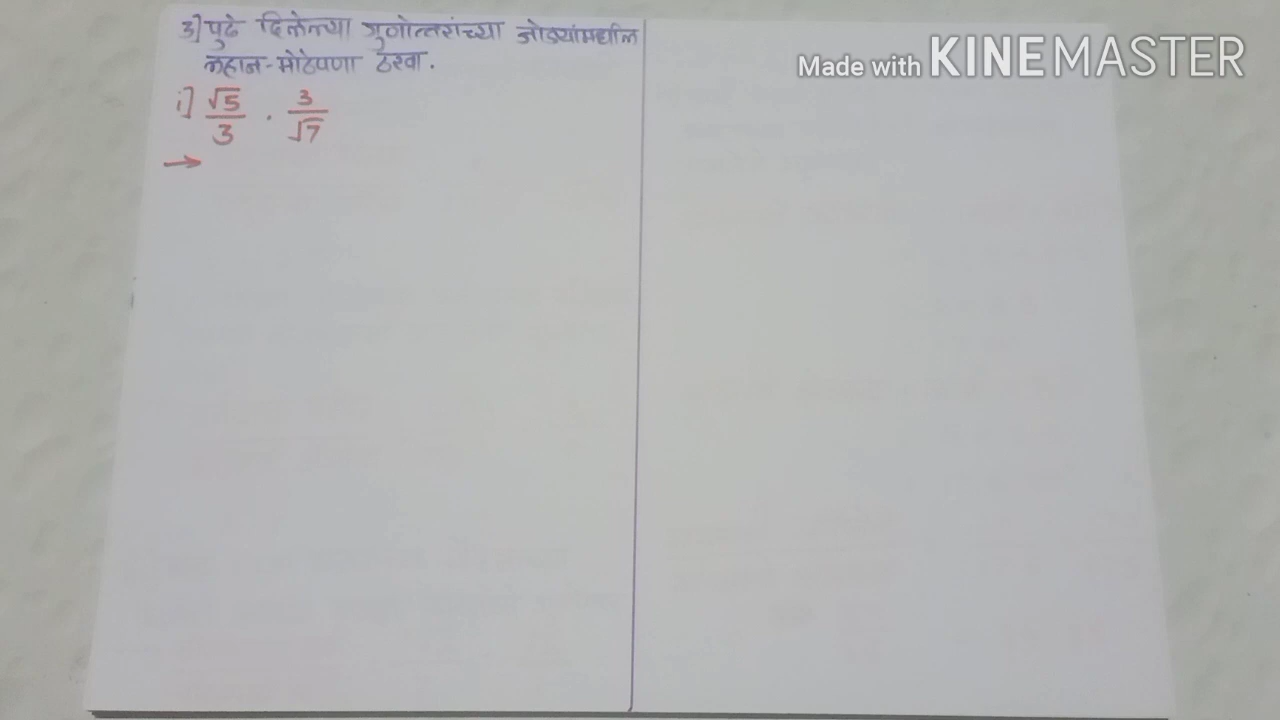 3] पुढे दिलेल्या गुणोत्तरांच्या जोड्यांमधील
लहान-मोठेपणा ठरवा.
i] √5/3 . 3/√7
→
Made with KINEMASTER